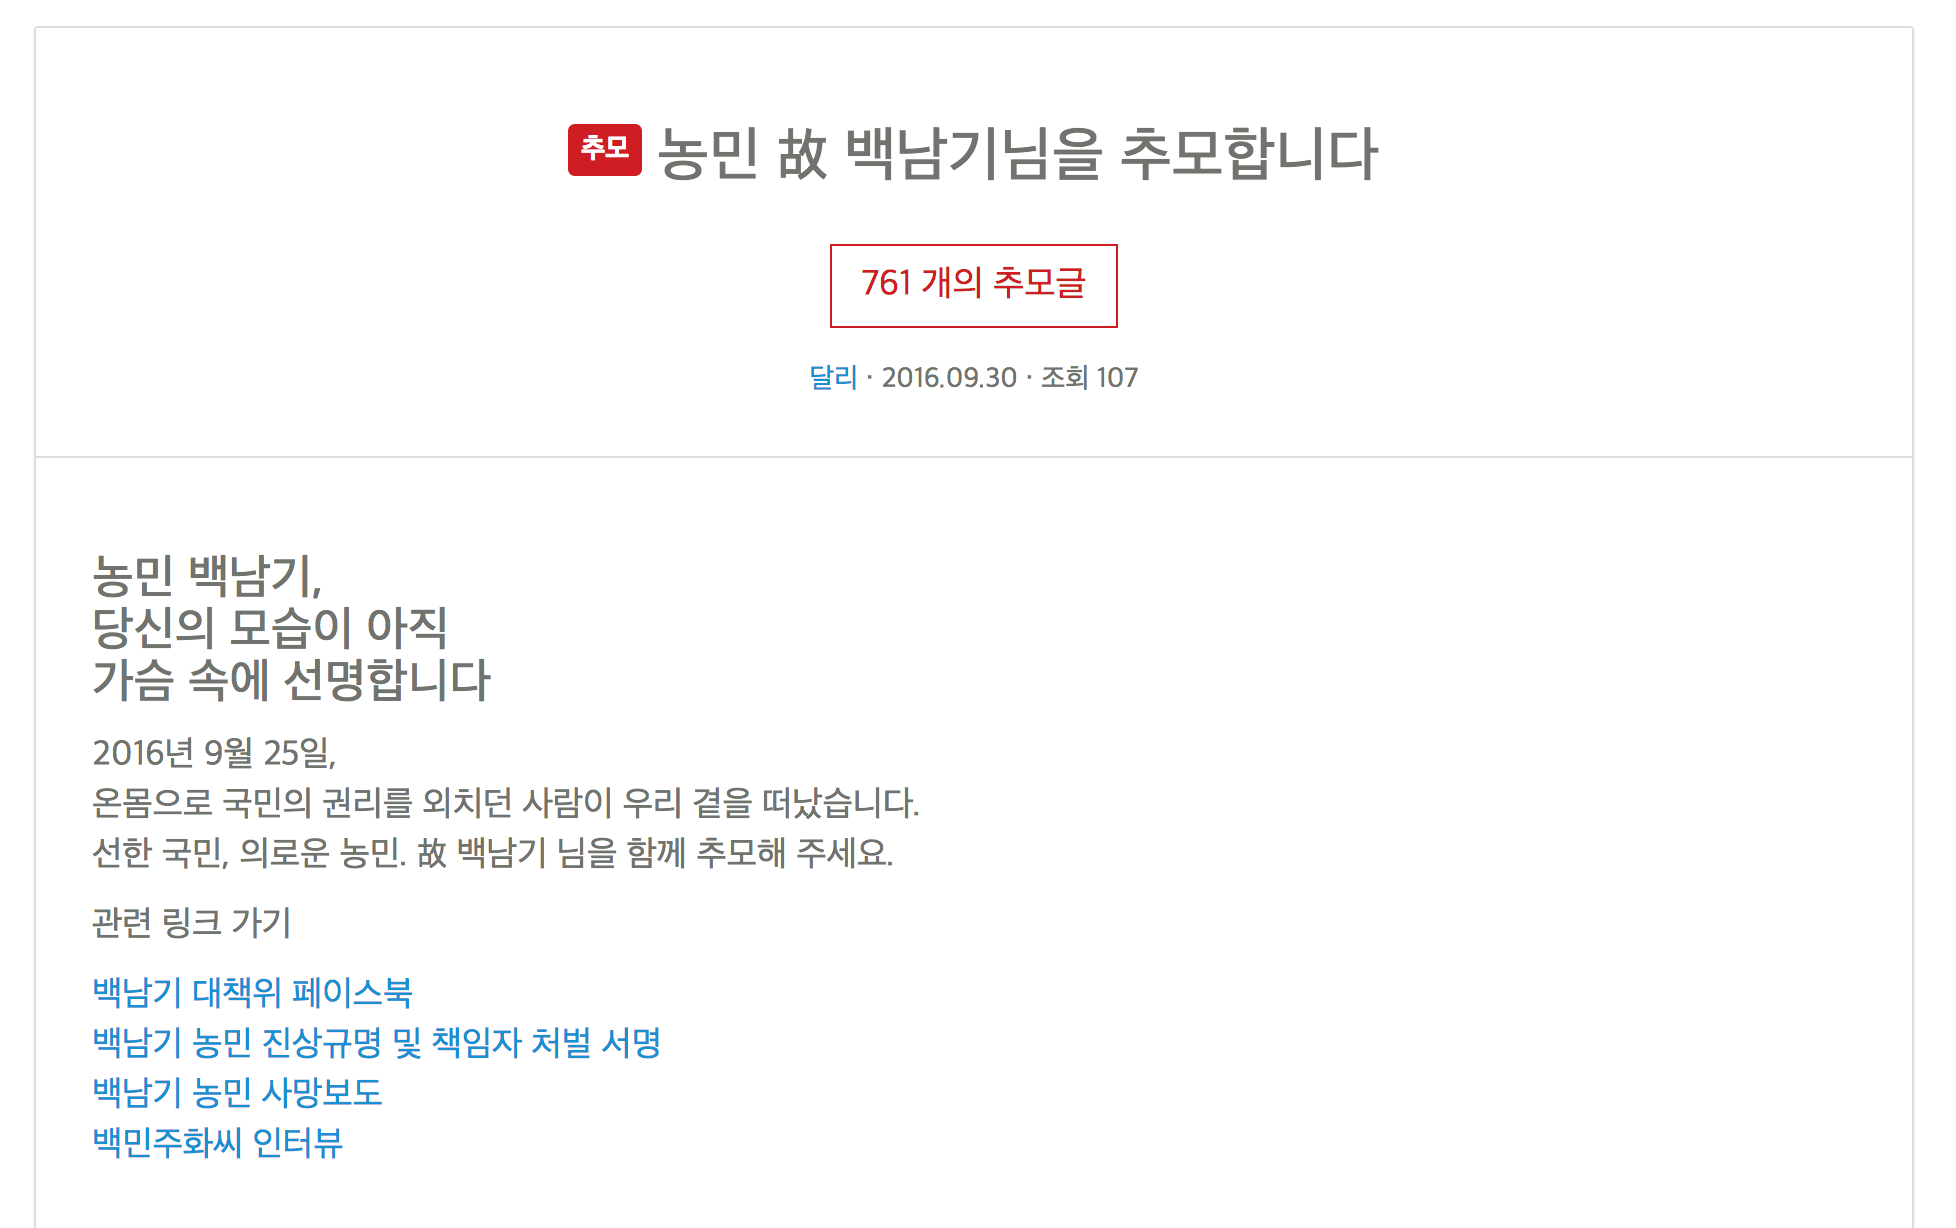 추모 농민 故 백남기님을 추모합니다
761 개의 추모글
달리 · 2016.09.30 · 조회 107
농민 백남기,
당신의 모습이 아직
가슴 속에 선명합니다
2016년 9월 25일,
온몸으로 국민의 권리를 외치던 사람이 우리 곁을 떠났습니다.
선한 국민, 의로운 농민. 故 백남기 님을 함께 추모해 주세요.
관련 링크 가기
백남기 대책위 페이스북
백남기 농민 진상규명 및 책임자 처벌 서명
백남기 농민 사망보도
백민주화씨 인터뷰